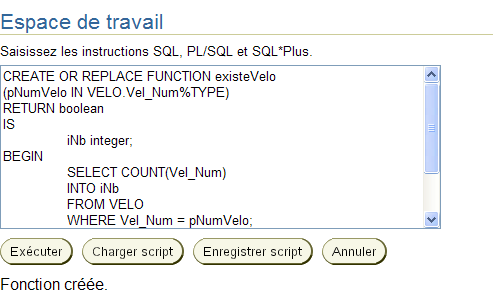 Espace de travail
Saisissez les instructions SQL, PL/SQL et SQL*Plus.
CREATE OR REPLACE FUNCTION existeVelo
(pNumVelo IN VELO.Vel_Num%TYPE)
RETURN boolean
IS
iNb integer;
BEGIN
SELECT COUNT(Vel_Num)
INTO iNb
FROM VELO
WHERE Vel_Num = pNumVelo;
Exécuter Charger script Enregistrer script Annuler
Fonction créée.